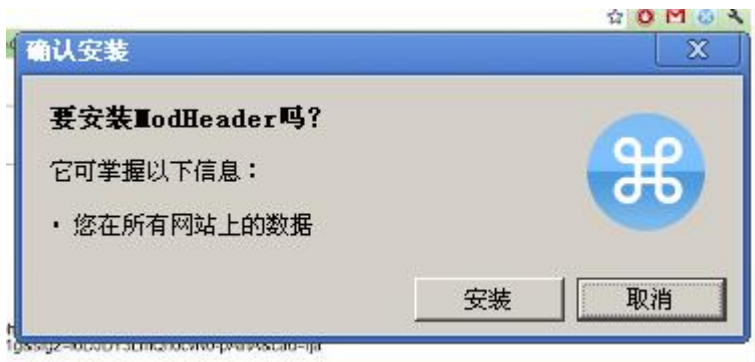 确认安装
要安装ModHeader吗?
它可掌握以下信息：
· 您在所有网站上的数据
安装
取消